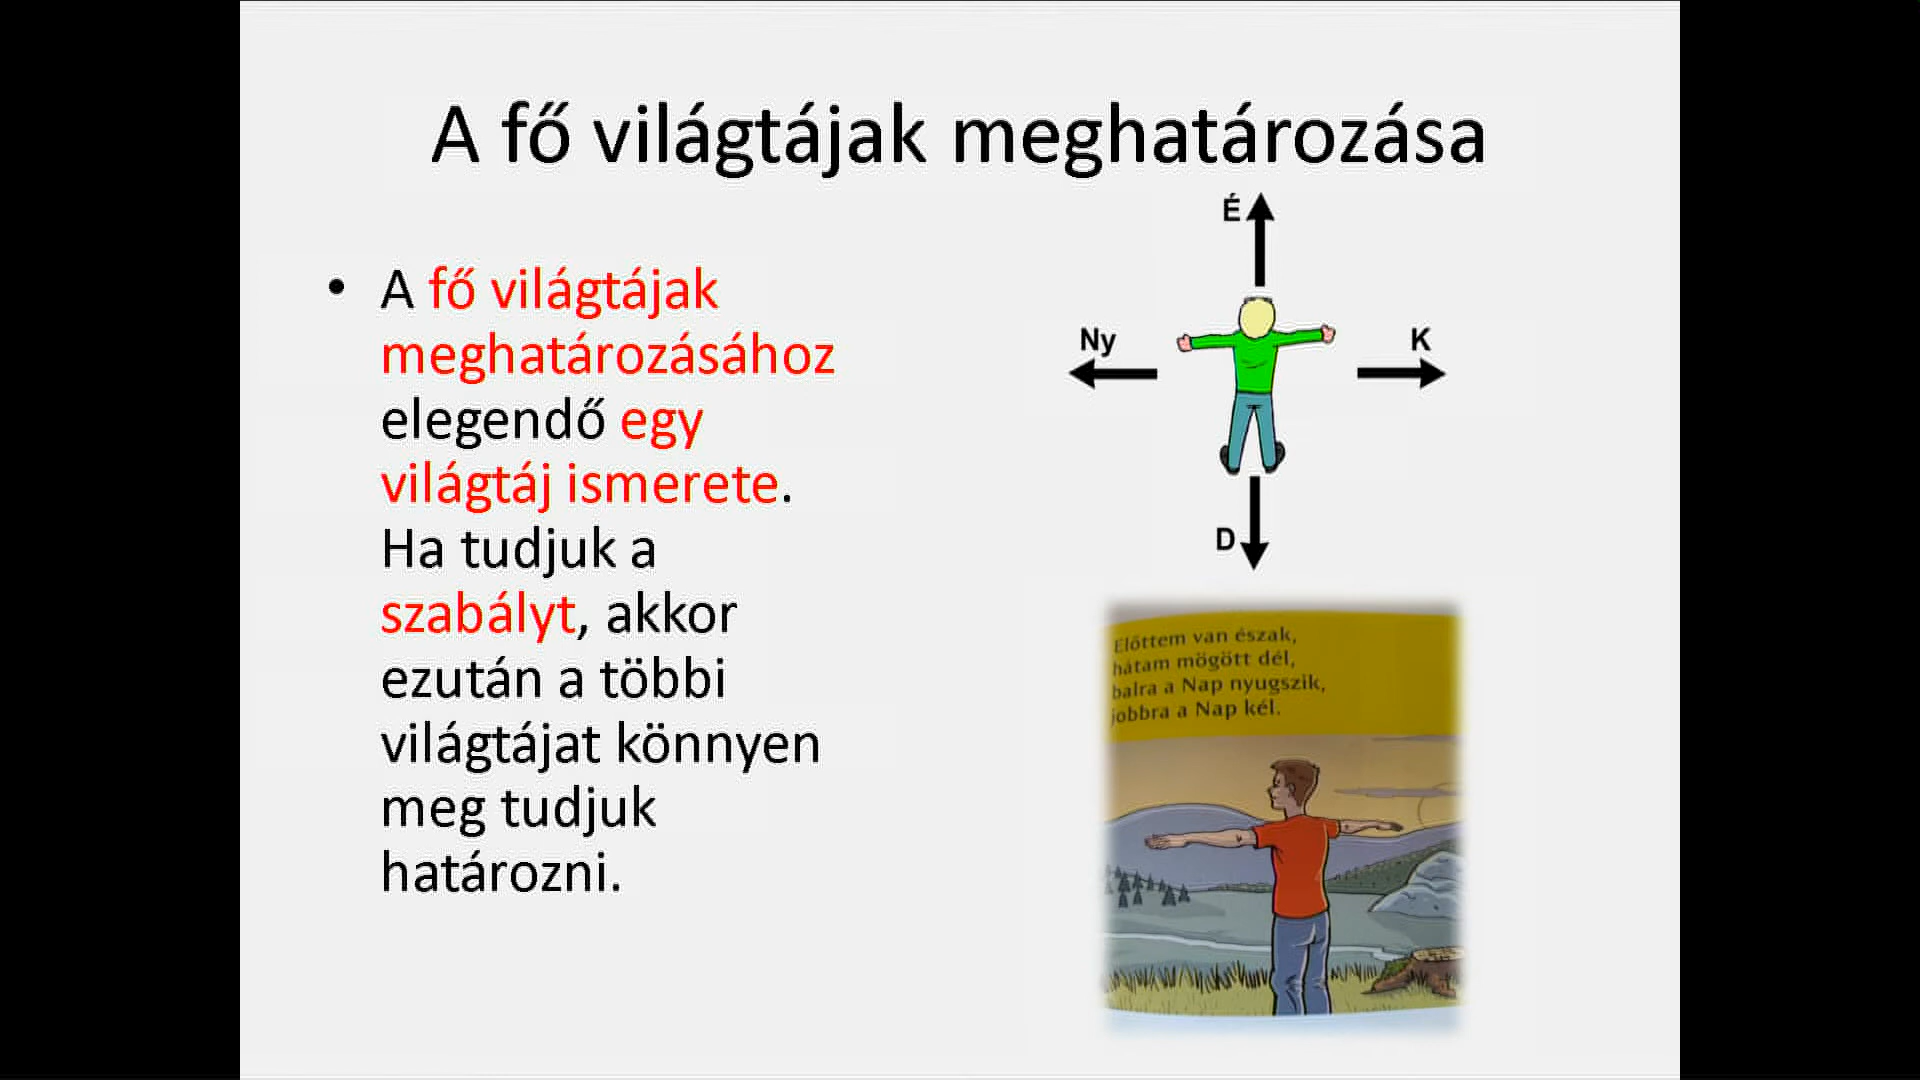 A fő világtájak meghatározása
• A fő világtájak
meghatározásához
elegendő egy
világtáj ismerete.
Ha tudjuk a
szabályt, akkor
ezután a többi
világtájat könnyen
meg tudjuk
határozni.
É
Ny
K
D
Előttem van észak,
hátam mögött dél,
balra a Nap nyugszik,
jobbra a Nap kél.